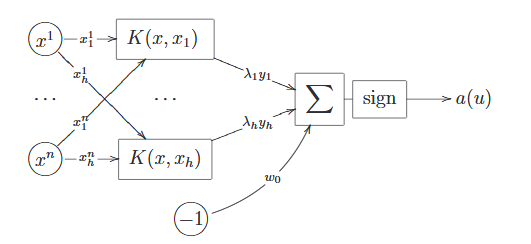 x^1 x_1^1 K(x, x_1)
x_h^1 λ_1y_1
... ... Σ sign a(u)
x_1^n λ_hy_h
x^n x_h^n K(x, x_h)
w_0
−1